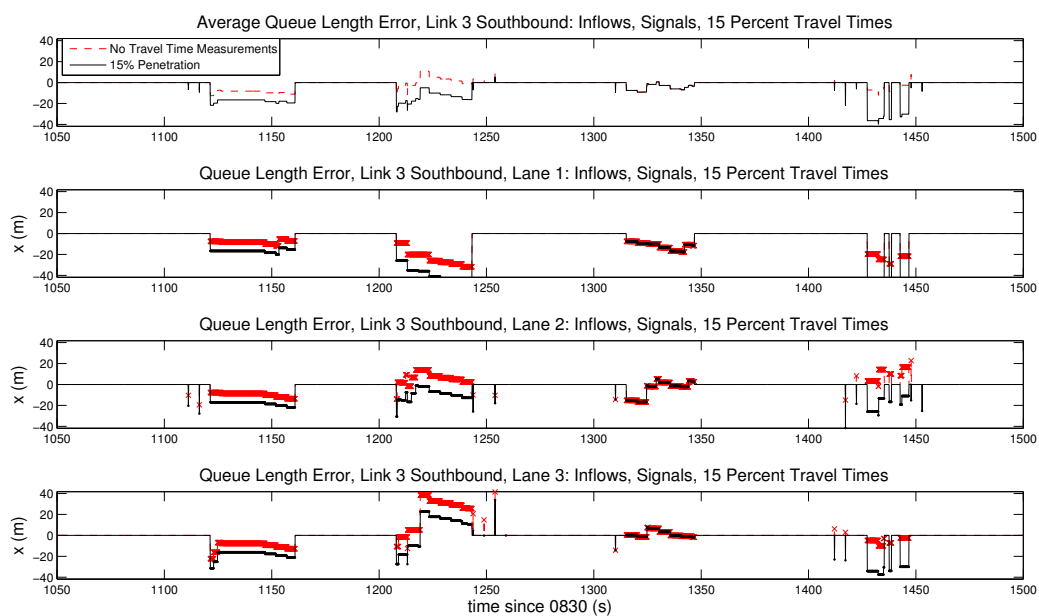 Average Queue Length Error, Link 3 Southbound: Inflows, Signals, 15 Percent Travel Times
40
20
0
−20
−40
No Travel Time Measurements
15% Penetration
1050 1100 1150 1200 1250 1300 1350 1400 1450 1500
Queue Length Error, Link 3 Southbound, Lane 1: Inflows, Signals, 15 Percent Travel Times
x (m)
40
20
0
−20
−40
1050 1100 1150 1200 1250 1300 1350 1400 1450 1500
Queue Length Error, Link 3 Southbound, Lane 2: Inflows, Signals, 15 Percent Travel Times
x (m)
40
20
0
−20
−40
1050 1100 1150 1200 1250 1300 1350 1400 1450 1500
Queue Length Error, Link 3 Southbound, Lane 3: Inflows, Signals, 15 Percent Travel Times
x (m)
40
20
0
−20
−40
1050 1100 1150 1200 1250 1300 1350 1400 1450 1500
time since 0830 (s)